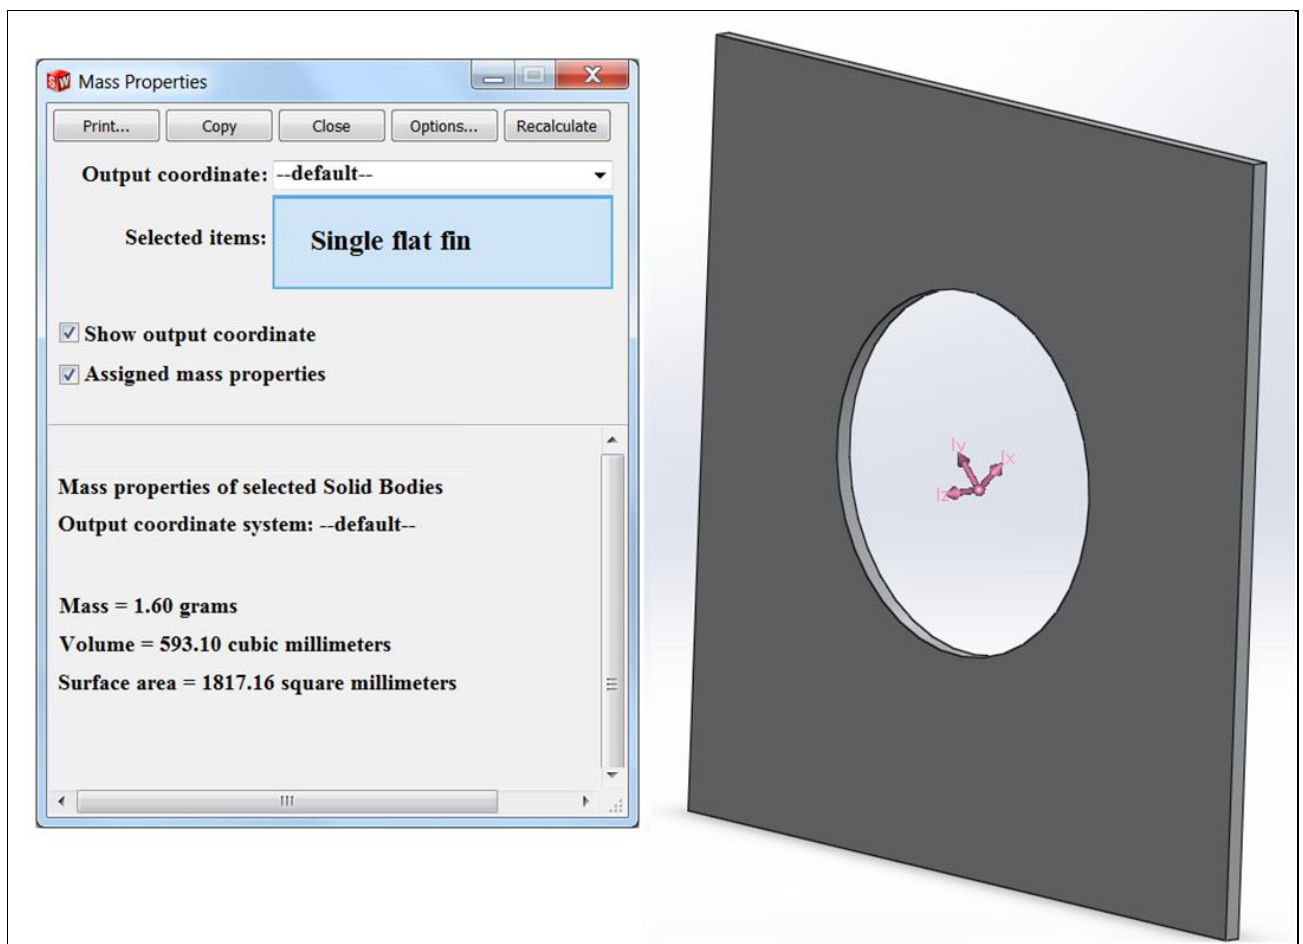 SW Mass Properties
Print... Copy Close Options... Recalculate
Output coordinate: --default--
Selected items: Single flat fin
Show output coordinate
Assigned mass properties
Mass properties of selected Solid Bodies
Output coordinate system: --default--
Mass = 1.60 grams
Volume = 593.10 cubic millimeters
Surface area = 1817.16 square millimeters
Iy
Ix
Iz